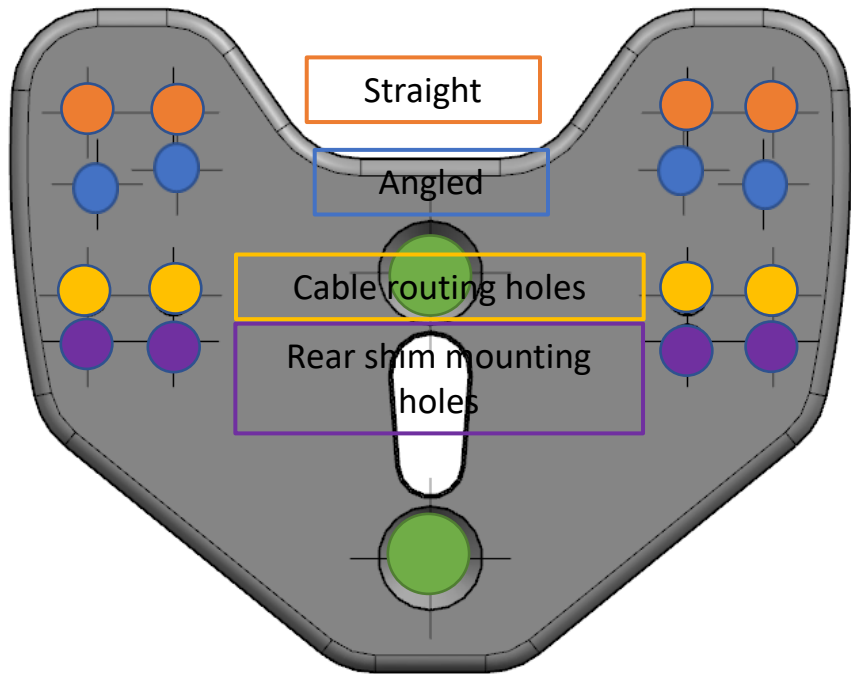 Straight
Angled
Cable routing holes
Rear shim mounting
holes